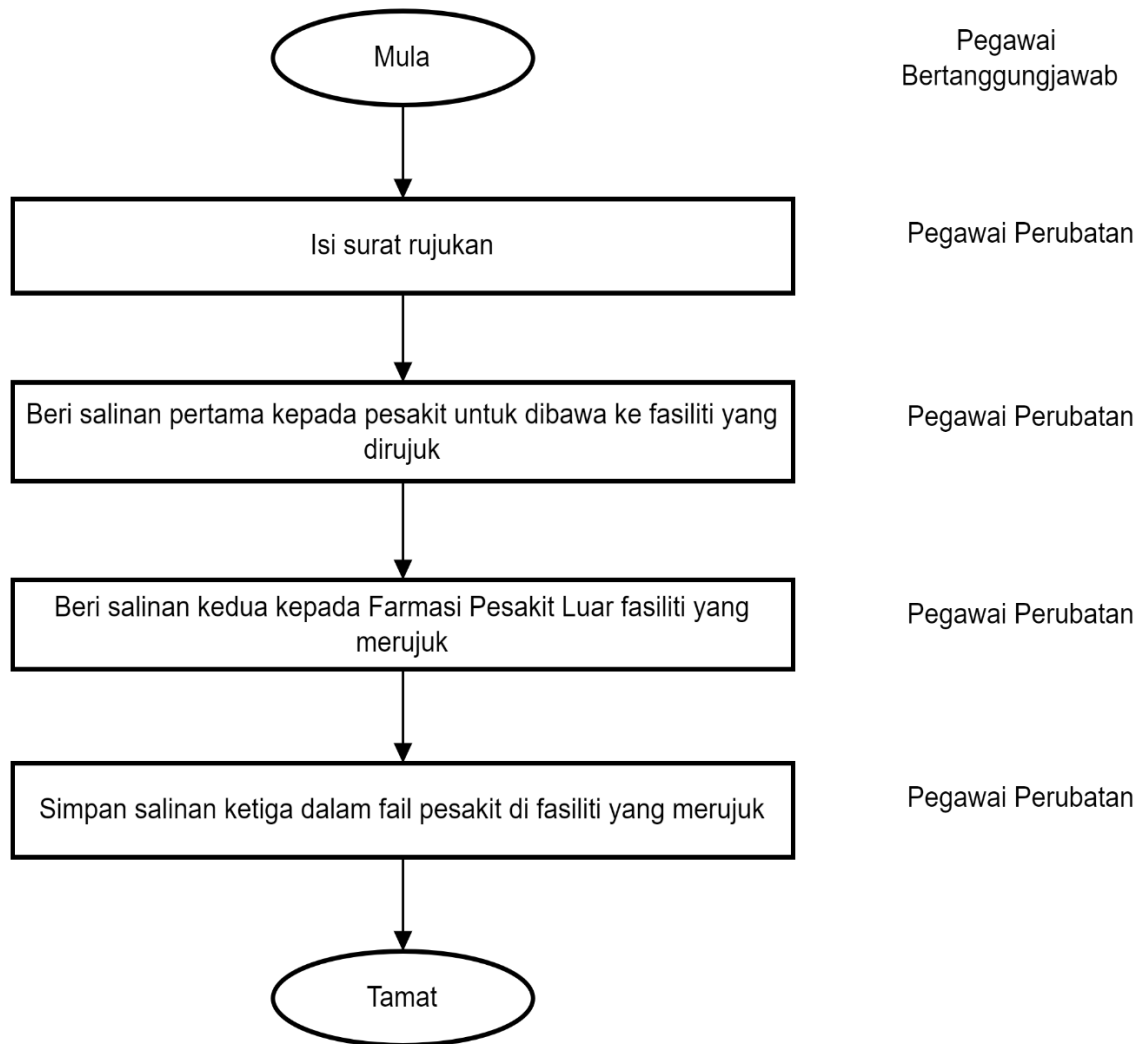 Mula
Pegawai
Bertanggungjawab
Isi surat rujukan
Pegawai Perubatan
Beri salinan pertama kepada pesakit untuk dibawa ke fasiliti yang
dirujuk
Pegawai Perubatan
Beri salinan kedua kepada Farmasi Pesakit Luar fasiliti yang
merujuk
Pegawai Perubatan
Simpan salinan ketiga dalam fail pesakit di fasiliti yang merujuk
Pegawai Perubatan
Tamat